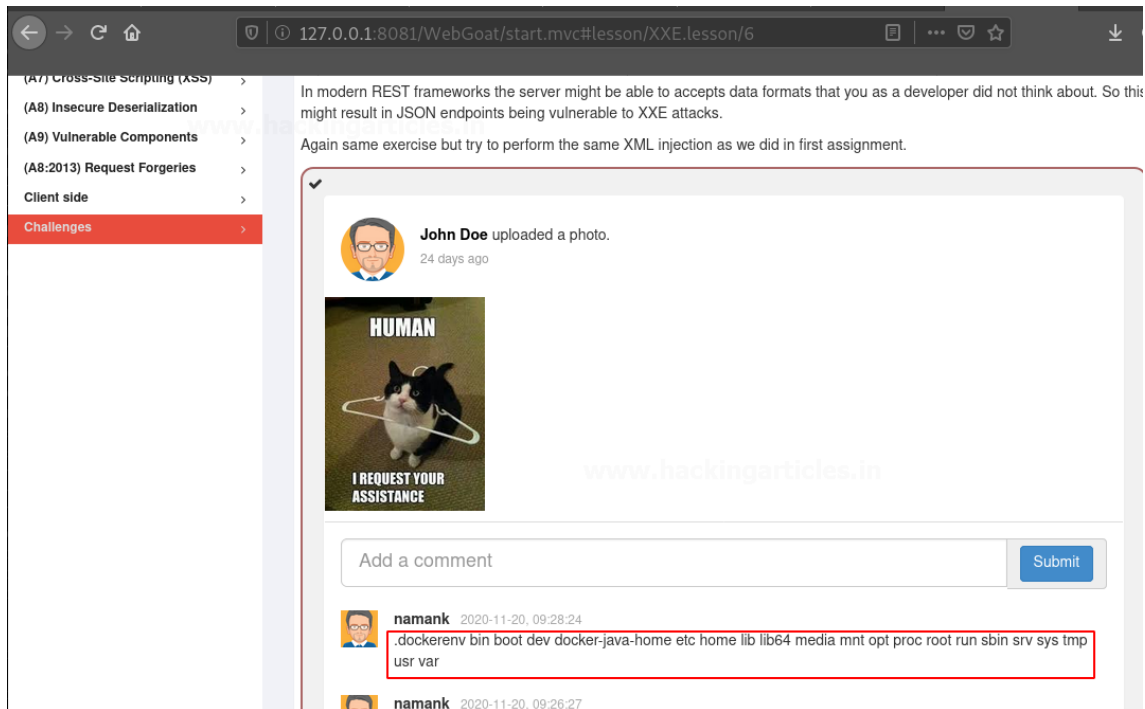 127.0.0.1:8081/WebGoat/start.mvc#lesson/XXE.lesson/6
(A7) Cross-Site Scripting (XSS)
(A8) Insecure Deserialization
(A9) Vulnerable Components
(A8:2013) Request Forgeries
Client side
Challenges
In modern REST frameworks the server might be able to accepts data formats that you as a developer did not think about. So this
might result in JSON endpoints being vulnerable to XXE attacks.
Again same exercise but try to perform the same XML injection as we did in first assignment.
www.hackingarticles.in
John Doe uploaded a photo.
24 days ago
HUMAN
I REQUEST YOUR
ASSISTANCE
www.hackingarticles.in
Add a comment
Submit
namank 2020-11-20, 09:28:24
.dockerenv bin boot dev docker-java-home etc home lib lib64 media mnt opt proc root run sbin srv sys tmp
usr var
namank 2020-11-20, 09:26:27